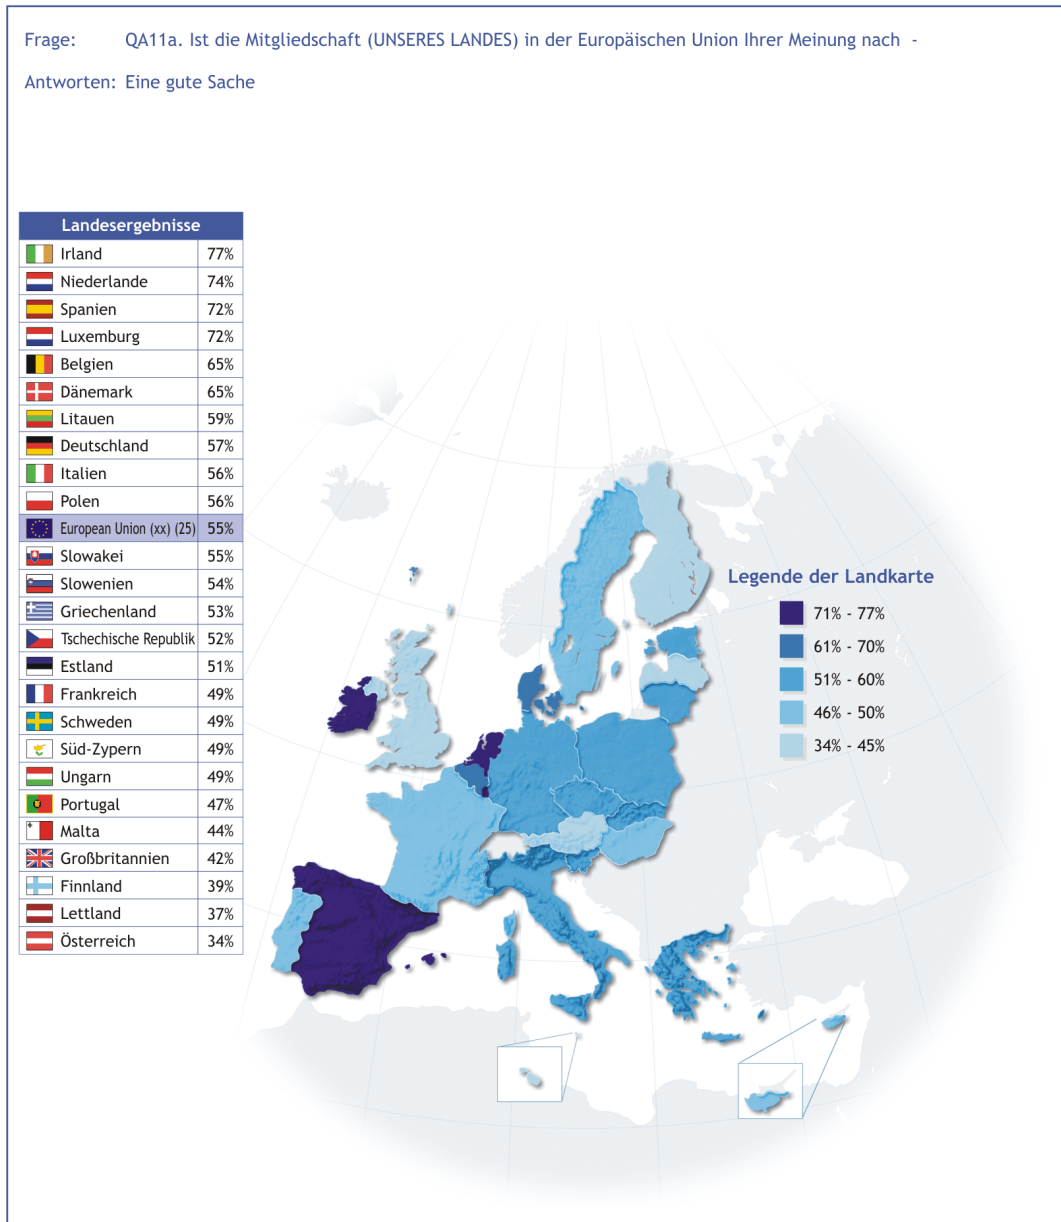 Frage: QA11a. Ist die Mitgliedschaft (UNSERES LANDES) in der Europäischen Union Ihrer Meinung nach -
Antworten: Eine gute Sache
Landesergebnisse
Irland 77%
Niederlande 74%
Spanien 72%
Luxemburg 72%
Belgien 65%
Dänemark 65%
Litauen 59%
Deutschland 57%
Italien 56%
Polen 56%
European Union (xx) (25) 55%
Slowakei 55%
Slowenien 54%
Griechenland 53%
Tschechische Republik 52%
Estland 51%
Frankreich 49%
Schweden 49%
Süd-Zypern 49%
Ungarn 49%
Portugal 47%
Malta 44%
Großbritannien 42%
Finnland 39%
Lettland 37%
Österreich 34%
Legende der Landkarte
71% - 77%
61% - 70%
51% - 60%
46% - 50%
34% - 45%